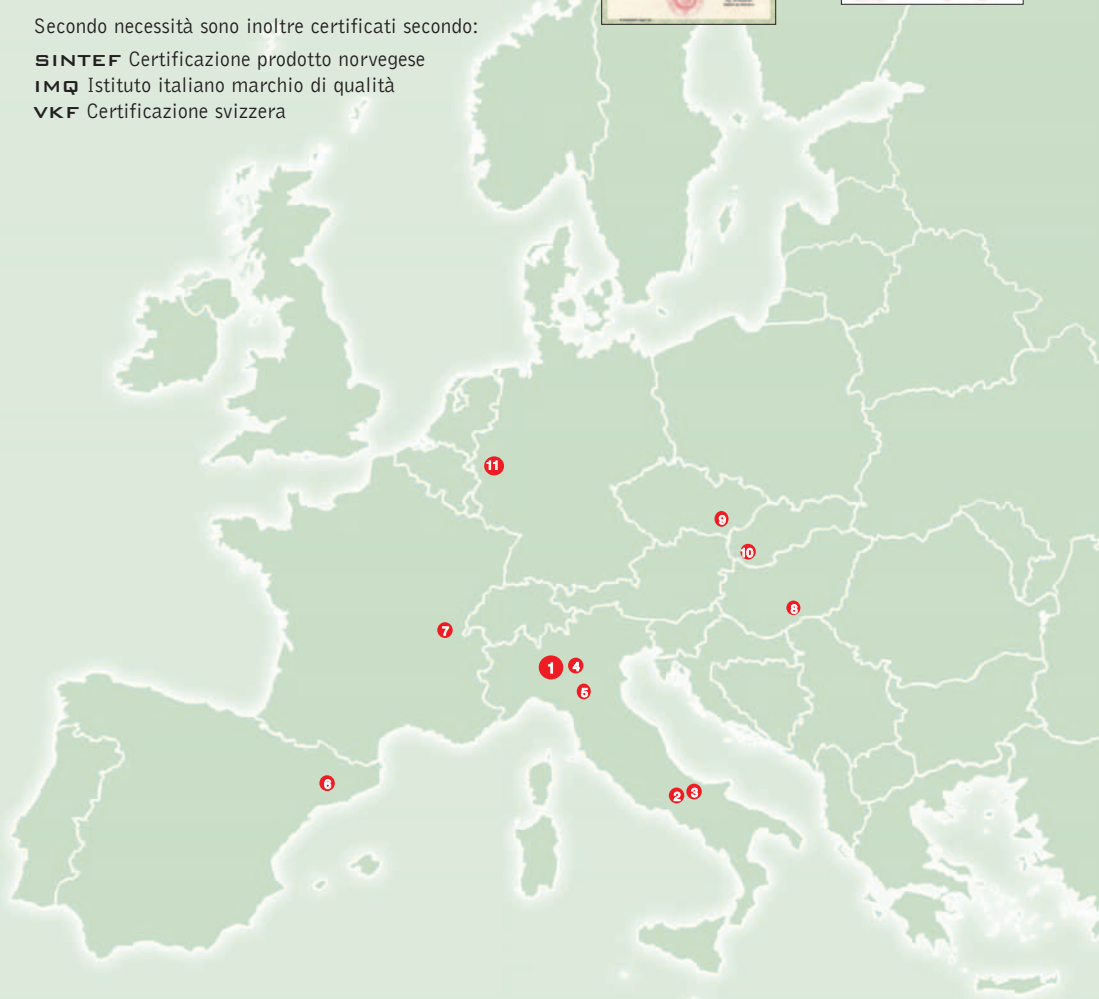 Secondo necessità sono inoltre certificati secondo:
SINTEF Certificazione prodotto norvegese
IMQ Istituto italiano marchio di qualità
VKF Certificazione svizzera
11
9
10
8
7
1 4
5
6
2 3